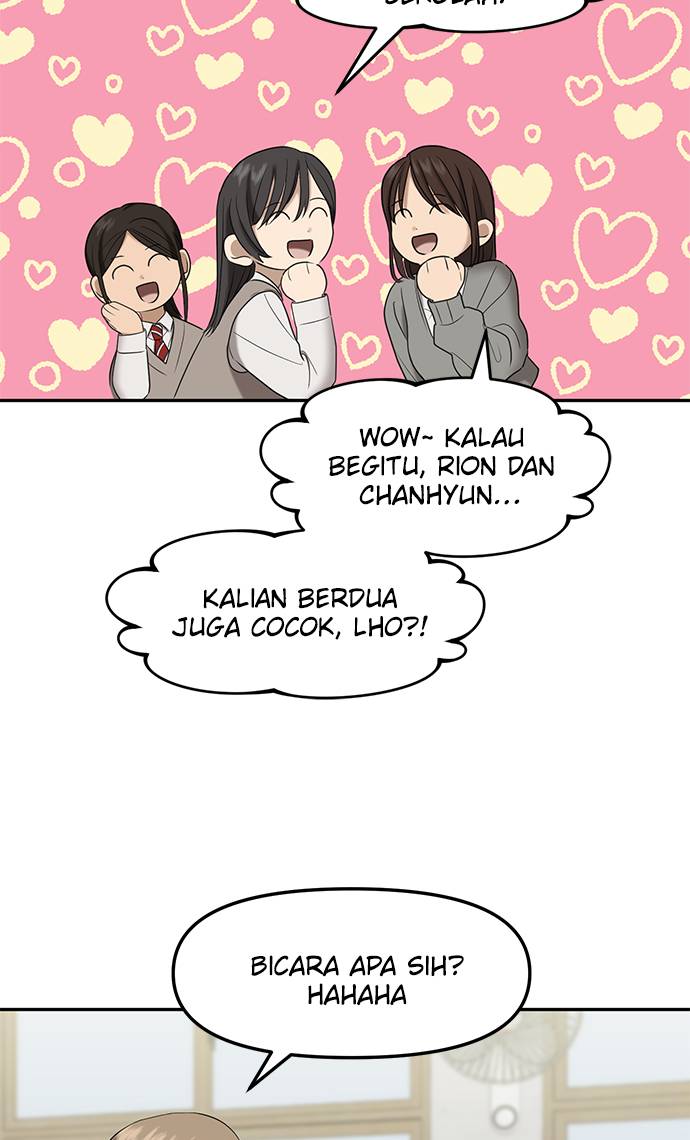 WOW~ KALAU
BEGITU, RION DAN
CHANHYUN...
KALIAN BERDUA
JUGA COCOK, LHO?!
BICARA APA SIH?
HAHAHA